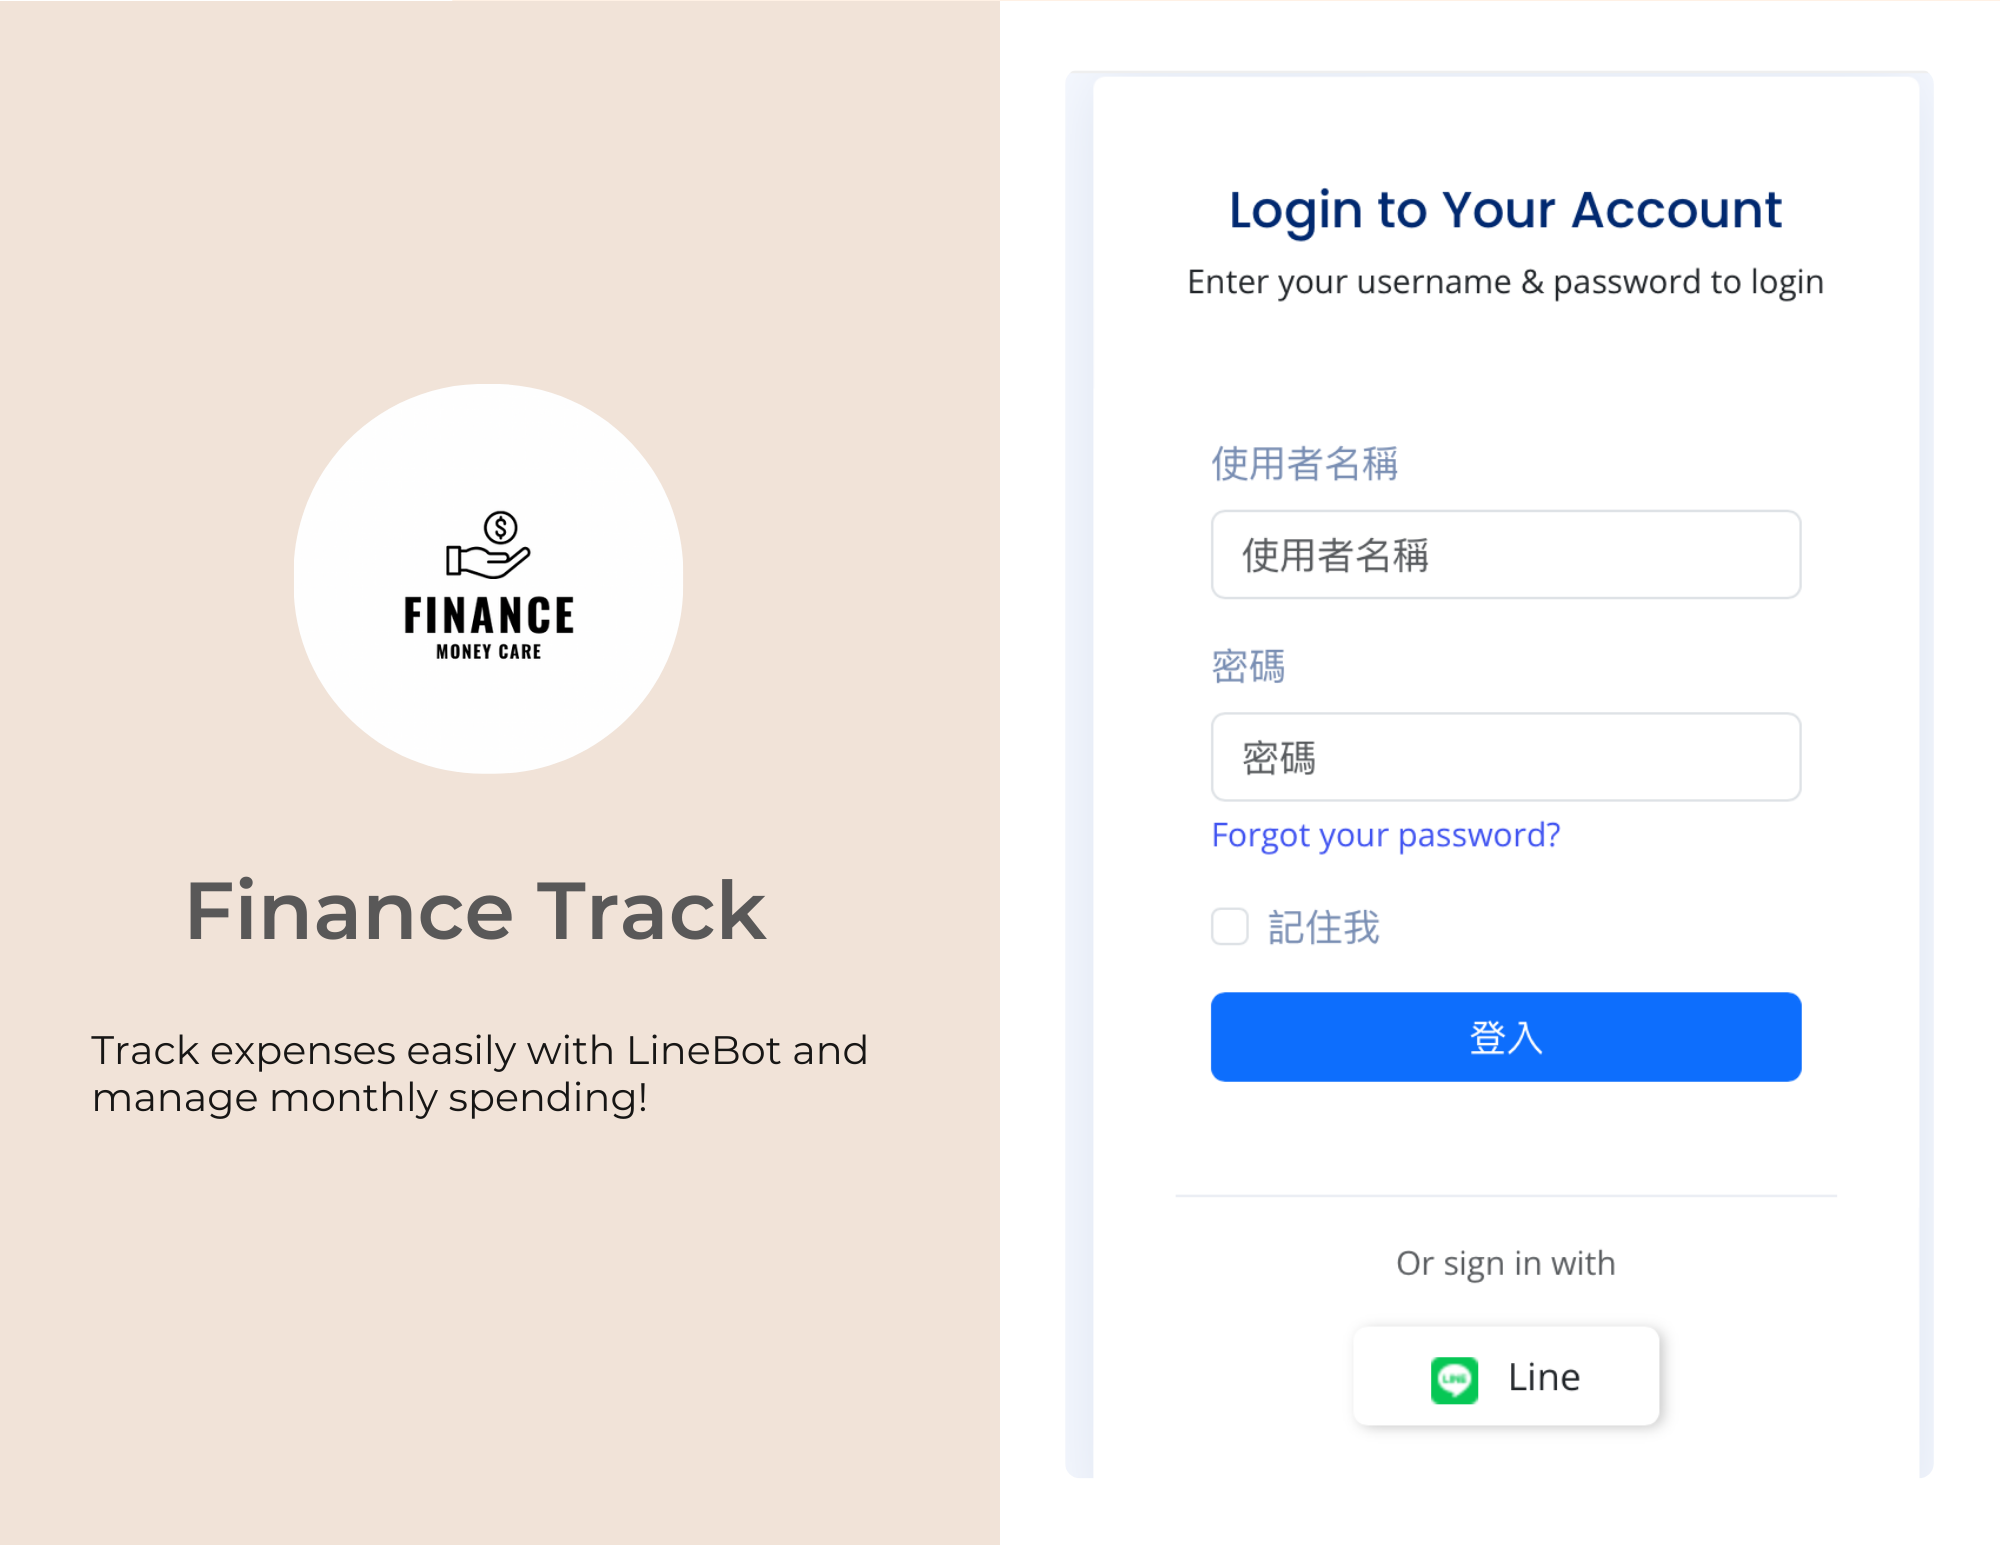 FINANCE
MONEY CARE
Finance Track
Track expenses easily with LineBot and
manage monthly spending!
Login to Your Account
Enter your username & password to login
使用者名稱
使用者名稱
密碼
密碼
Forgot your password?
記住我
登入
Or sign in with
LINE
Line